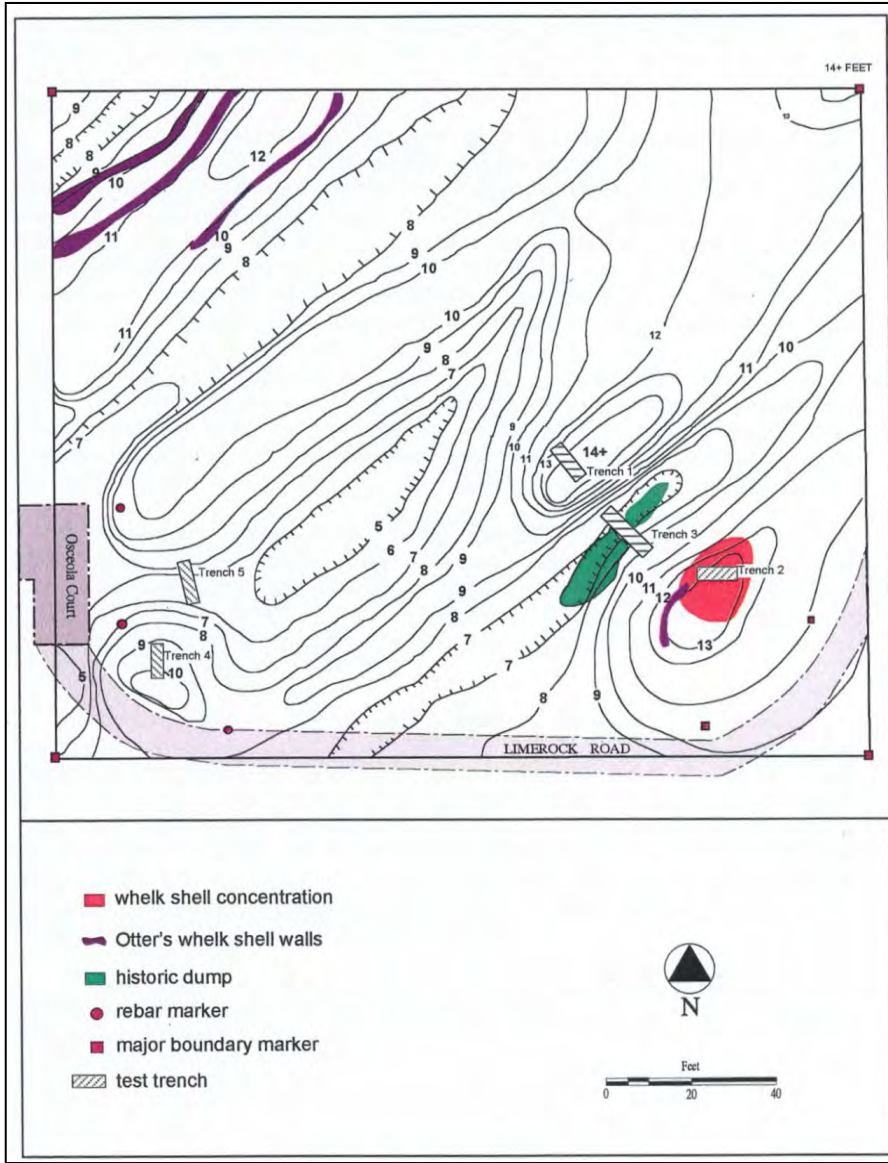 14+ FEET
13
9
8
8
9
10
12
11
10
9
8
8
9
10
11
12
10
9
8
7
10
11
7
9
10
11
13
14+
Trench 1
5
6
7
8
9
Trench 3
Osceola Court
Trench 5
9
8
10
11
12
Trench 2
7
8
9
10
Trench 4
7
7
13
5
8
9
LIMEROCK ROAD
whelk shell concentration
Otter's whelk shell walls
historic dump
rebar marker
major boundary marker
test trench
N
Feet
0 20 40